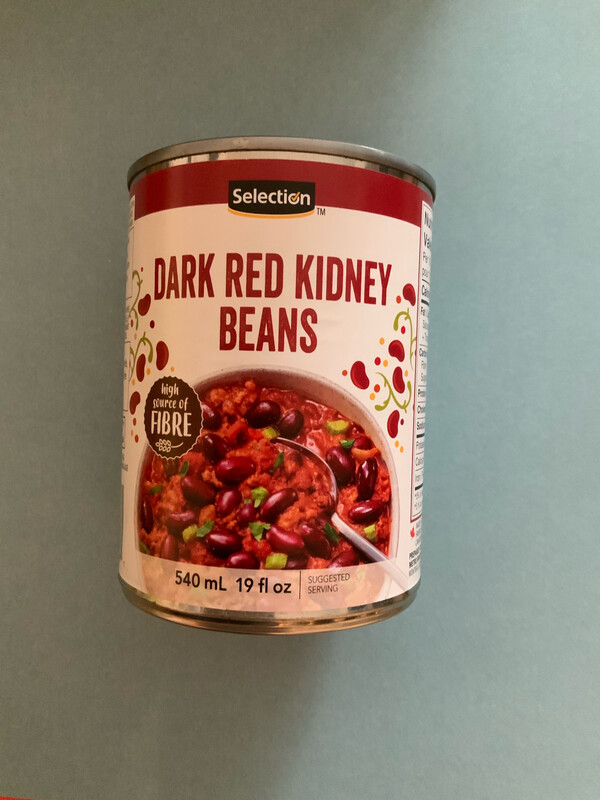 Selection
TM
DARK RED KIDNEY
BEANS
high
source of
FIBRE
540 mL 19 fl oz
SUGGESTED
SERVING